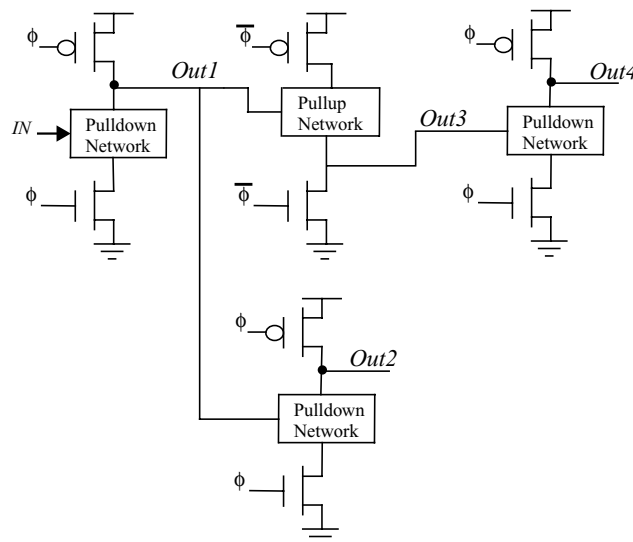 ϕ
ϕ̅
ϕ
Out1
Out4
Pullup
Network
IN
Pulldown
Network
Out3
Pulldown
Network
ϕ
ϕ̅
ϕ
ϕ
Out2
Pulldown
Network
ϕ